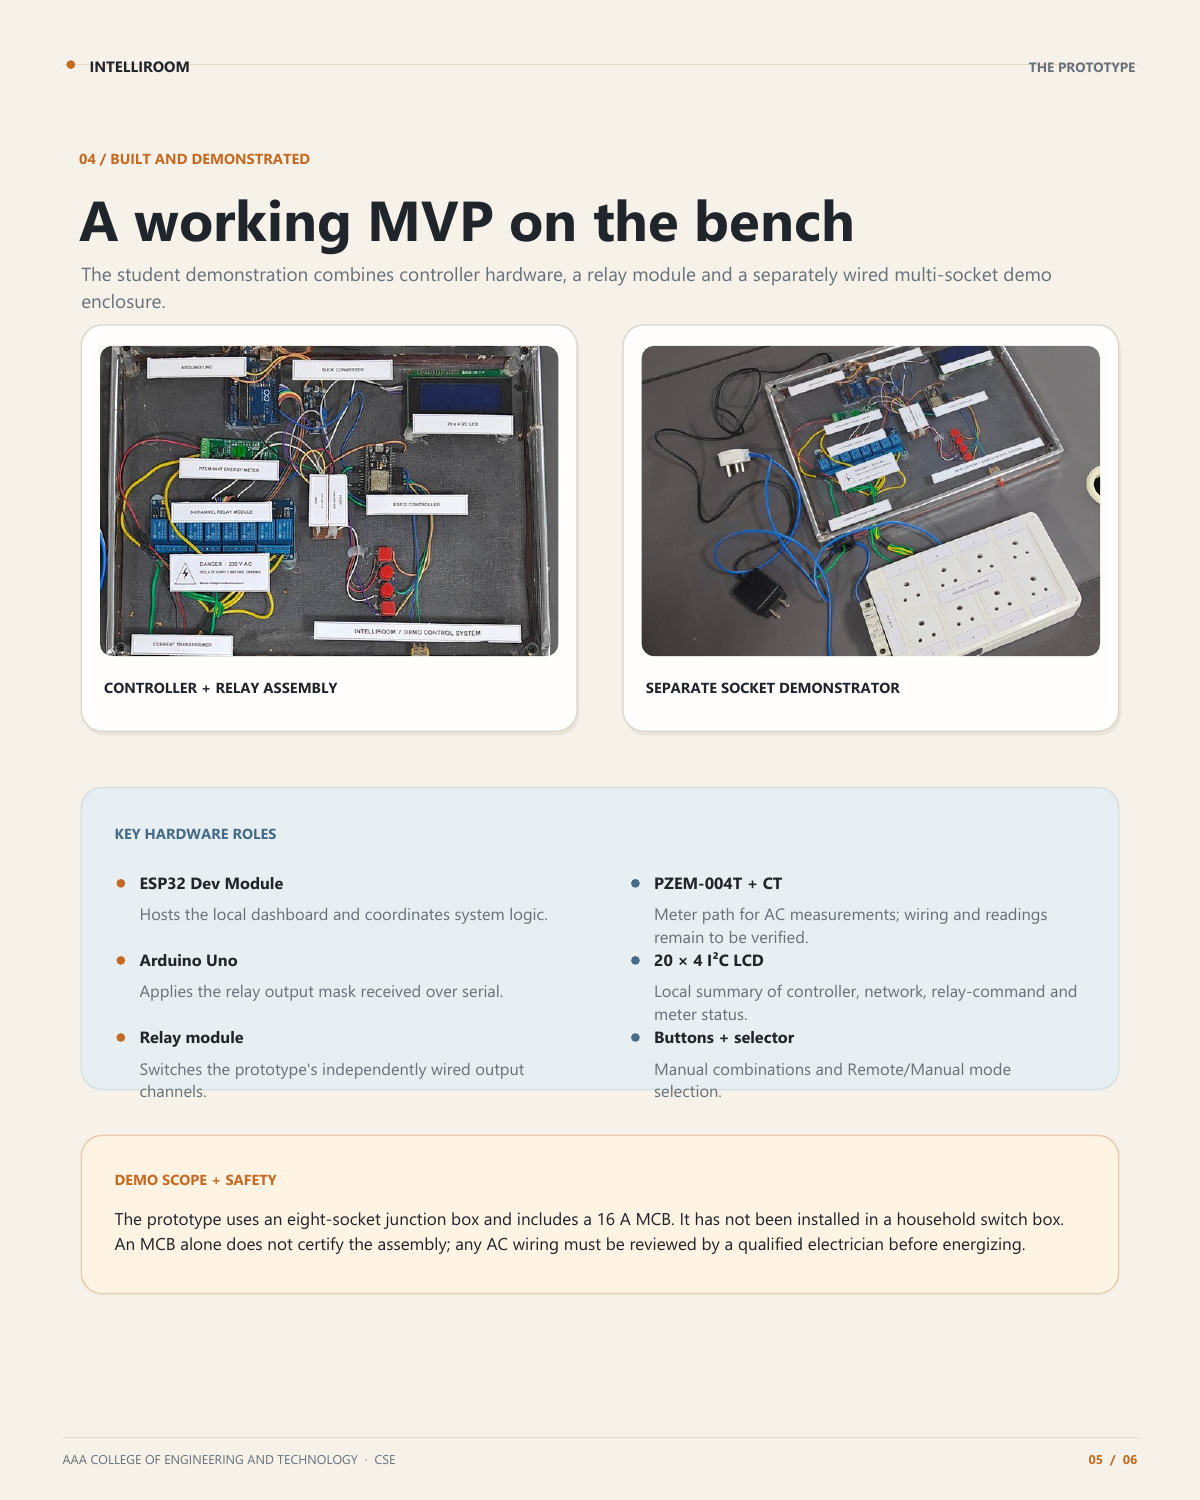 INTELLIROOM
THE PROTOTYPE
04 / BUILT AND DEMONSTRATED
A working MVP on the bench
The student demonstration combines controller hardware, a relay module and a separately wired multi-socket demo
enclosure.
ARDUINO UNO
BUCK CONVERTER
20 x 4 I2C LCD
PZEM-004T ENERGY METER
ESP32 CONTROLLER
8-CHANNEL RELAY MODULE
DANGER / 230 V AC
ISOLATE SUPPLY BEFORE OPENING
INTELLIROOM / DEMO CONTROL SYSTEM
CURRENT TRANSFORMER
CONTROLLER + RELAY ASSEMBLY
SEPARATE SOCKET DEMONSTRATOR
KEY HARDWARE ROLES
ESP32 Dev Module
Hosts the local dashboard and coordinates system logic.
Arduino Uno
Applies the relay output mask received over serial.
Relay module
Switches the prototype's independently wired output
channels.
PZEM-004T + CT
Meter path for AC measurements; wiring and readings
remain to be verified.
20 × 4 I²C LCD
Local summary of controller, network, relay-command and
meter status.
Buttons + selector
Manual combinations and Remote/Manual mode
selection.
DEMO SCOPE + SAFETY
The prototype uses an eight-socket junction box and includes a 16 A MCB. It has not been installed in a household switch box.
An MCB alone does not certify the assembly; any AC wiring must be reviewed by a qualified electrician before energizing.
AAA COLLEGE OF ENGINEERING AND TECHNOLOGY · CSE
05 / 06